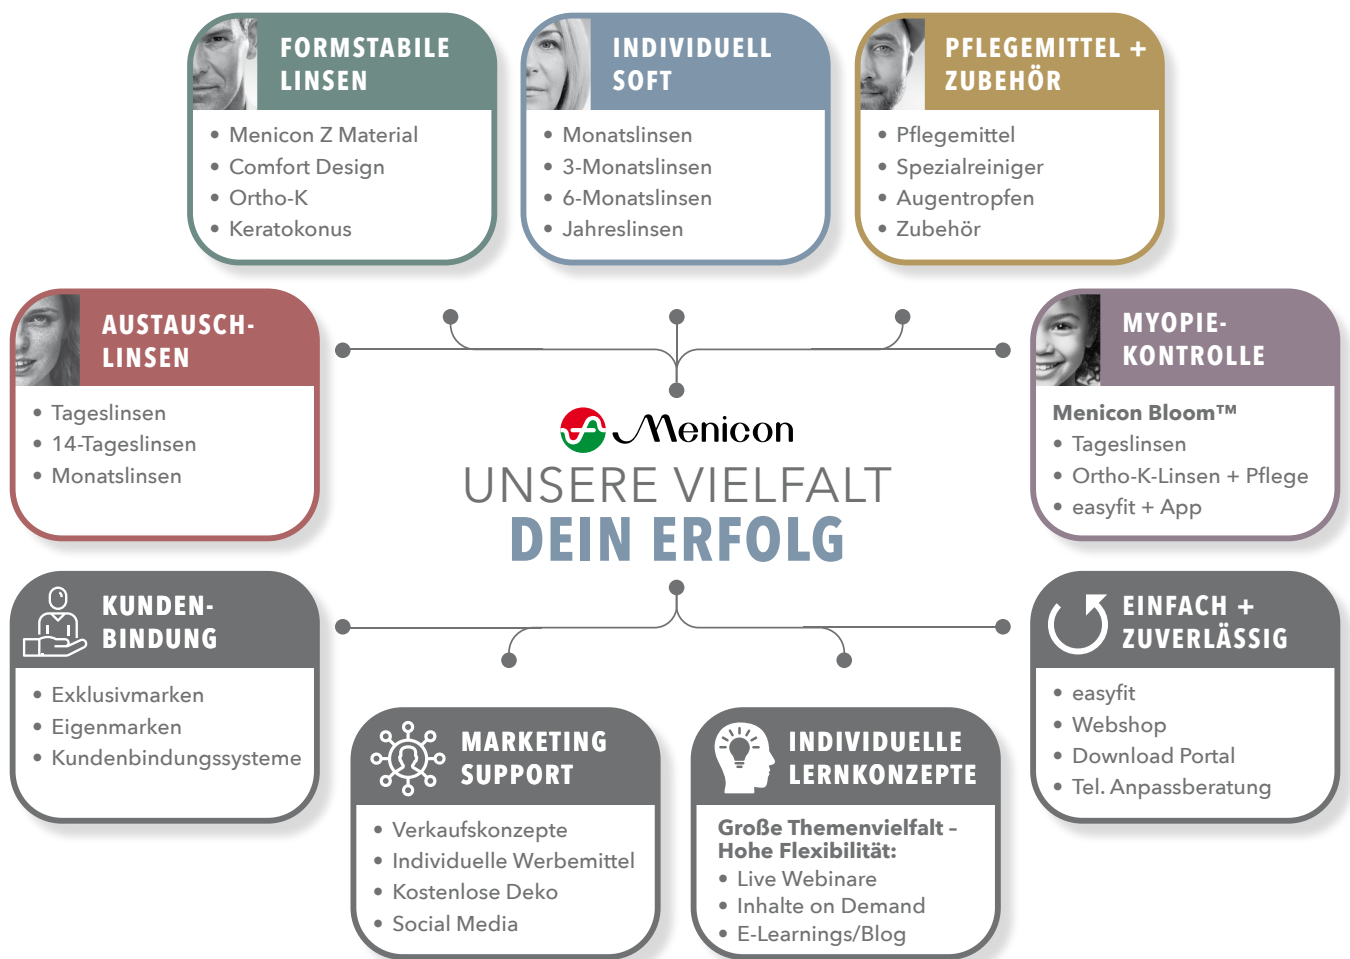 FORMSTABILE
LINSEN
• Menicon Z Material
• Comfort Design
• Ortho-K
• Keratokonus
INDIVIDUELL
SOFT
• Monatslinsen
• 3-Monatslinsen
• 6-Monatslinsen
• Jahreslinsen
PFLEGEMITTEL +
ZUBEHÖR
• Pflegemittel
• Spezialreiniger
• Augentropfen
• Zubehör
AUSTAUSCH-
LINSEN
• Tageslinsen
• 14-Tageslinsen
• Monatslinsen
MYOPIE-
KONTROLLE
Menicon Bloom™
• Tageslinsen
• Ortho-K-Linsen + Pflege
• easyfit + App
Menicon
UNSERE VIELFALT
DEIN ERFOLG
KUNDEN-
BINDUNG
• Exklusivmarken
• Eigenmarken
• Kundenbindungssysteme
MARKETING
SUPPORT
• Verkaufskonzepte
• Individuelle Werbemittel
• Kostenlose Deko
• Social Media
INDIVIDUELLE
LERNKONZEPTE
Große Themenvielfalt –
Hohe Flexibilität:
• Live Webinare
• Inhalte on Demand
• E-Learnings/Blog
EINFACH +
ZUVERLÄSSIG
• easyfit
• Webshop
• Download Portal
• Tel. Anpassberatung